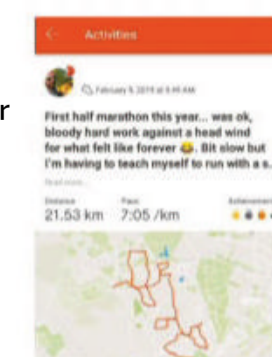 r
Activities
February 9, 2019 at 8:49 AM
First half marathon this year... was ok,
bloody hard work against a head wind
for what felt like forever 😂. Bit slow but
I'm having to teach myself to run with a s...
Read more...
Distance Pace Achievements
21.53 km 7:05 /km